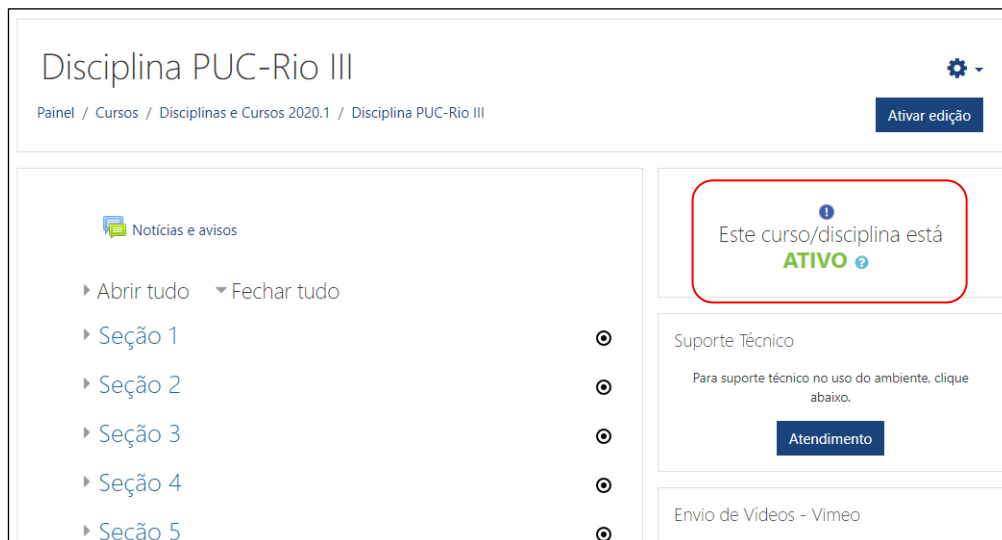 Disciplina PUC-Rio III
Painel / Cursos / Disciplinas e Cursos 2020.1 / Disciplina PUC-Rio III
Ativar edição
Notícias e avisos
Abrir tudo Fechar tudo
Seção 1
Seção 2
Seção 3
Seção 4
Seção 5
Este curso/disciplina está
ATIVO
Suporte Técnico
Para suporte técnico no uso do ambiente, clique
abaixo.
Atendimento
Envio de Vídeos - Vimeo